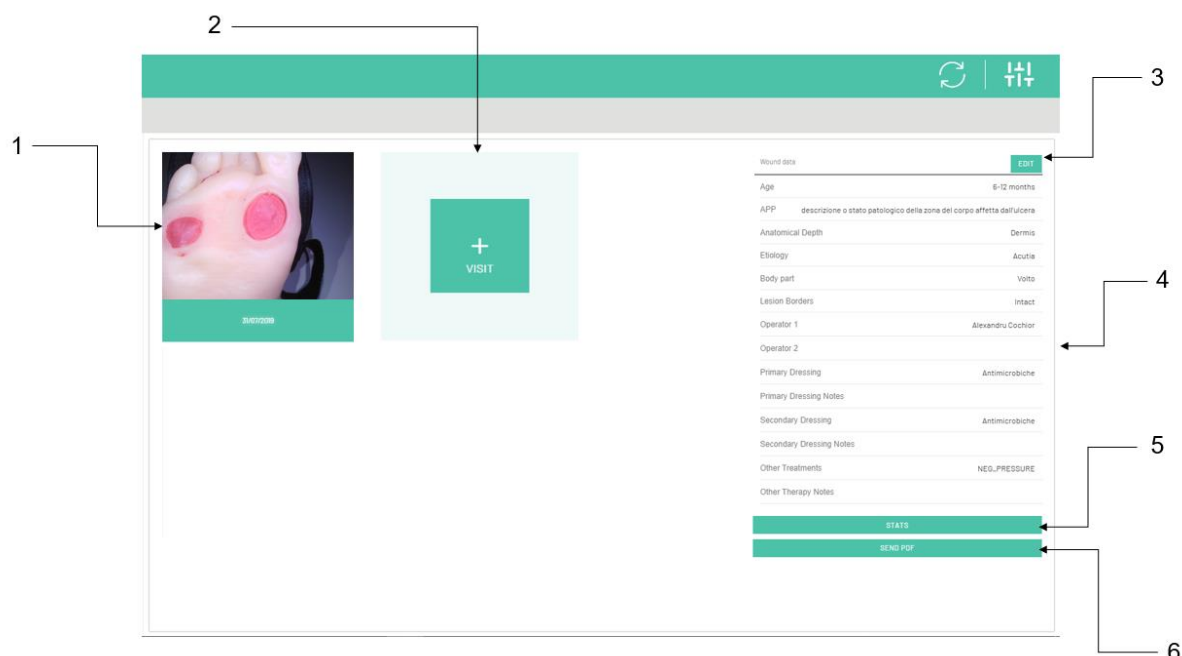 2
3
1
+
VISIT
Wound data
EDIT
Age 6-12 months
APP descrizione o stato patologico della zona del corpo affetta dall'ulcera
Anatomical Depth Dermis
Etiology Acutia
Body part Volto
4
Lesion Borders Intact
Operator 1 Alexandru Cochior
Operator 2
Primary Dressing Antimicrobiche
Primary Dressing Notes
Secondary Dressing Antimicrobiche
5
Secondary Dressing Notes
Other Treatments NEG_PRESSURE
Other Therapy Notes
STATS
SEND PDF
6